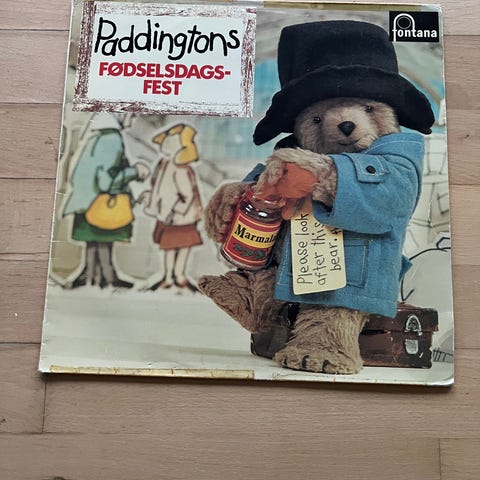 Paddingtons
FØDSELSDAGS-
FEST
fontana
Marmala
Please look
after this
bear.